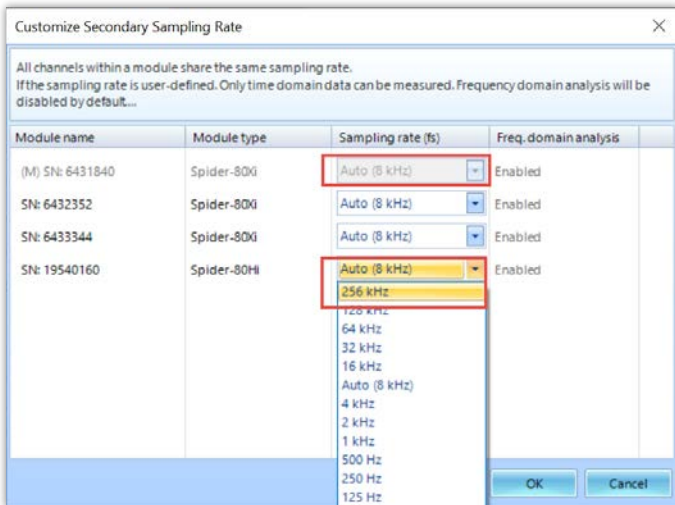 Customize Secondary Sampling Rate
All channels within a module share the same sampling rate.
If the sampling rate is user-defined. Only time domain data can be measured. Frequency domain analysis will be
disabled by default....
Module name Module type Sampling rate (fs) Freq. domain analysis
(M) SN: 6431840 Spider-80Xi Auto (8 kHz) Enabled
SN: 6432352 Spider-80Xi Auto (8 kHz) Enabled
SN: 6433344 Spider-80Xi Auto (8 kHz) Enabled
SN: 19540160 Spider-80Hi Auto (8 kHz) Enabled
256 kHz
128 kHz
64 kHz
32 kHz
16 kHz
Auto (8 kHz)
4 kHz
2 kHz
1 kHz
500 Hz
250 Hz
125 Hz
OK Cancel